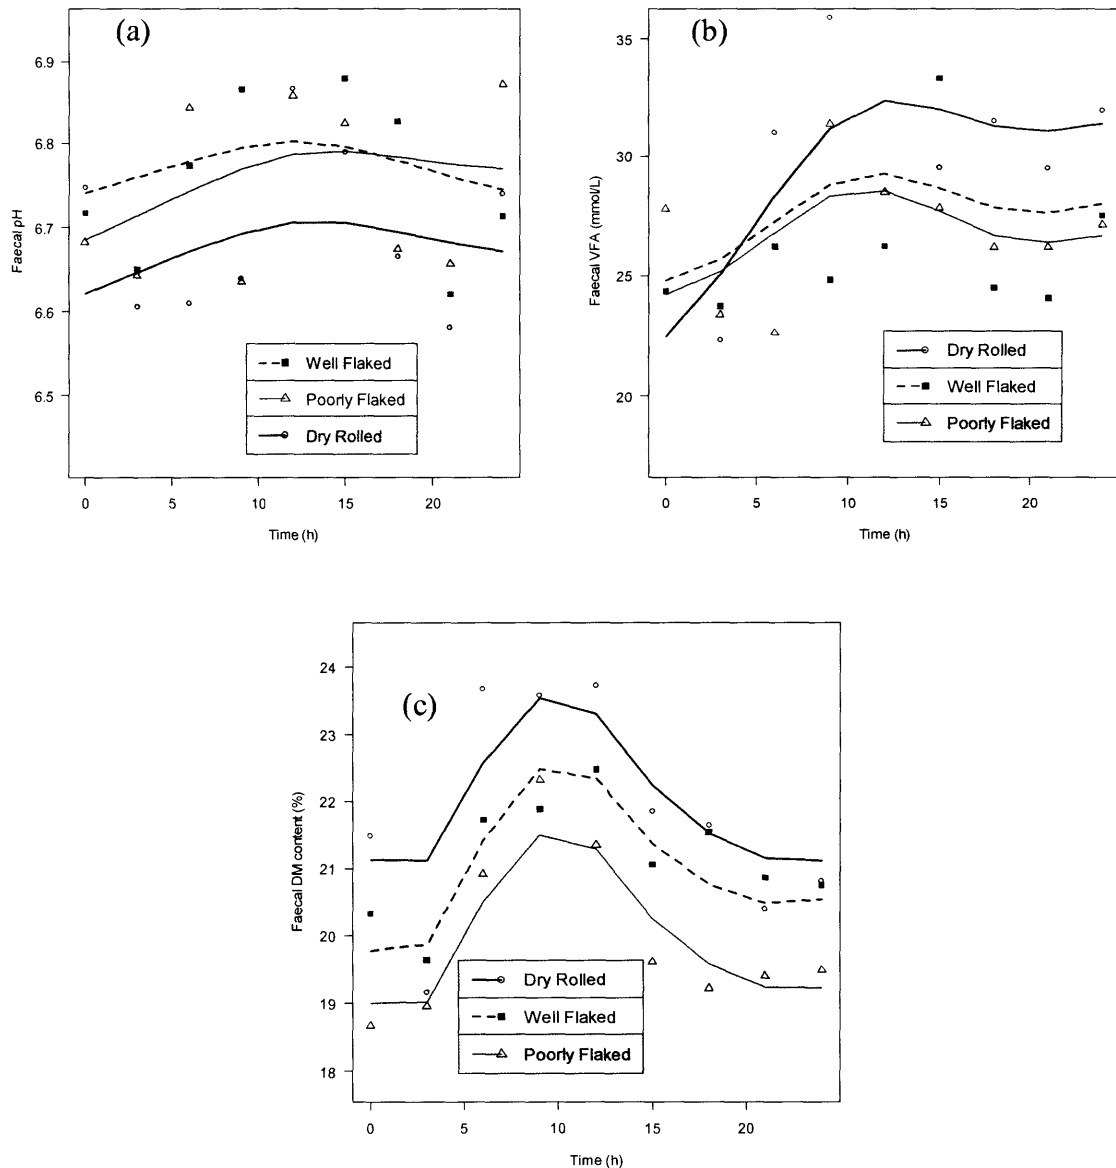 (a)
Faecal pH
6.9
6.8
6.7
6.6
6.5
Well Flaked
Poorly Flaked
Dry Rolled
0 5 10 15 20
Time (h)
(b)
Faecal VFA (mmol/L)
35
30
25
20
Dry Rolled
Well Flaked
Poorly Flaked
0 5 10 15 20
Time (h)
(c)
Faecal DM content (%)
24
23
22
21
20
19
18
Dry Rolled
Well Flaked
Poorly Flaked
0 5 10 15 20
Time (h)